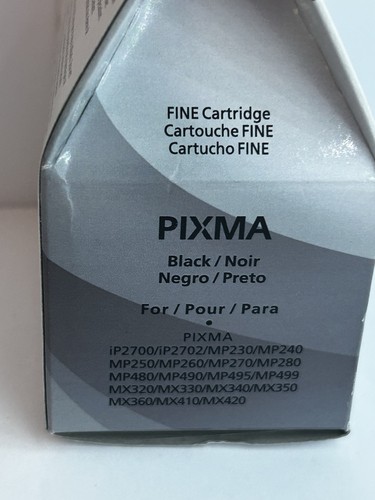 FINE Cartridge
Cartouche FINE
Cartucho FINE
PIXMA
Black / Noir
Negro / Preto
For / Pour / Para
•
PIXMA
iP2700/iP2702/MP230/MP240
MP250/MP260/MP270/MP280
MP480/MP490/MP495/MP499
MX320/MX330/MX340/MX350
MX360/MX410/MX420